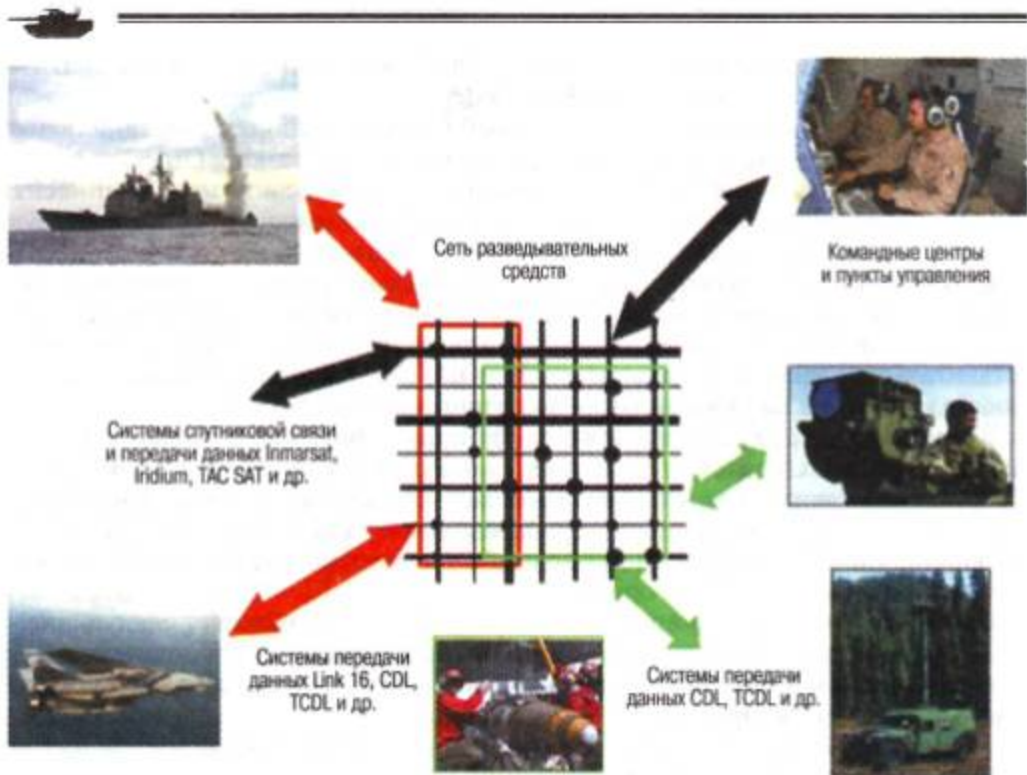 Сеть разведывательных
средств
Командные центры
и пункты управления
Системы спутниковой связи
и передачи данных Inmarsat,
Iridium, TAC SAT и др.
Системы передачи
данных Link 16, CDL,
TCDL и др.
Системы передачи
данных CDL, TCDL и др.